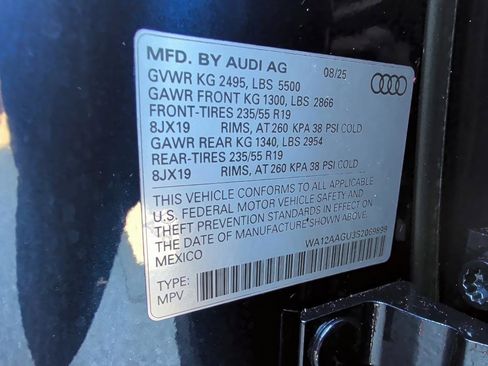 MFD. BY AUDI AG 08/25
GVWR KG 2495, LBS 5500
GAWR FRONT KG 1300, LBS 2866
FRONT-TIRES 235/55 R19
8JX19 RIMS, AT 260 KPA 38 PSI COLD
GAWR REAR KG 1340, LBS 2954
REAR-TIRES 235/55 R19
8JX19 RIMS, AT 260 KPA 38 PSI COLD
THIS VEHICLE CONFORMS TO ALL APPLICABLE
U.S. FEDERAL MOTOR VEHICLE SAFETY AND
THEFT PREVENTION STANDARDS IN EFFECT ON
THE DATE OF MANUFACTURE SHOWN ABOVE.
MEXICO WA12AAGU3S2069899
TYPE:
MPV